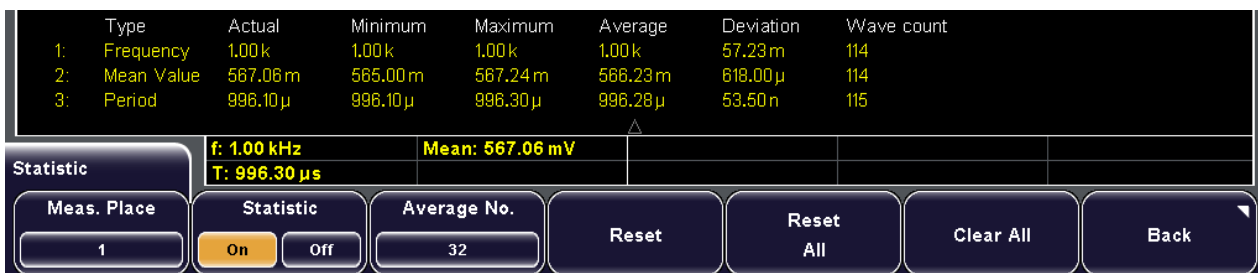 Type Actual Minimum Maximum Average Deviation Wave count
1: Frequency 1.00 k 1.00 k 1.00 k 1.00 k 57.23 m 114
2: Mean Value 567.06 m 565.00 m 567.24 m 566.23 m 618.00 µ 114
3: Period 996.10 µ 996.10 µ 996.30 µ 996.28 µ 53.50 n 115
f: 1.00 kHz Mean: 567.06 mV
T: 996.30 µs
Statistic
Meas. Place Statistic Average No. Reset Reset All Clear All Back
1 On Off 32